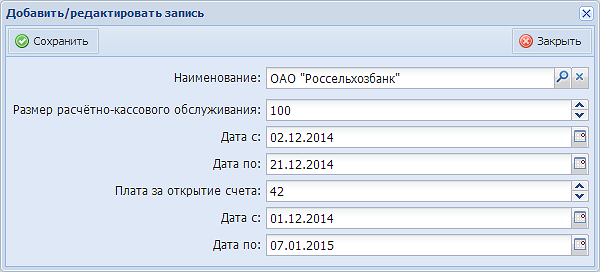 Добавить/редактировать запись
Сохранить Закрыть
Наименование: ОАО "Россельхозбанк"
Размер расчётно-кассового обслуживания: 100
Дата с: 02.12.2014
Дата по: 21.12.2014
Плата за открытие счета: 42
Дата с: 01.12.2014
Дата по: 07.01.2015